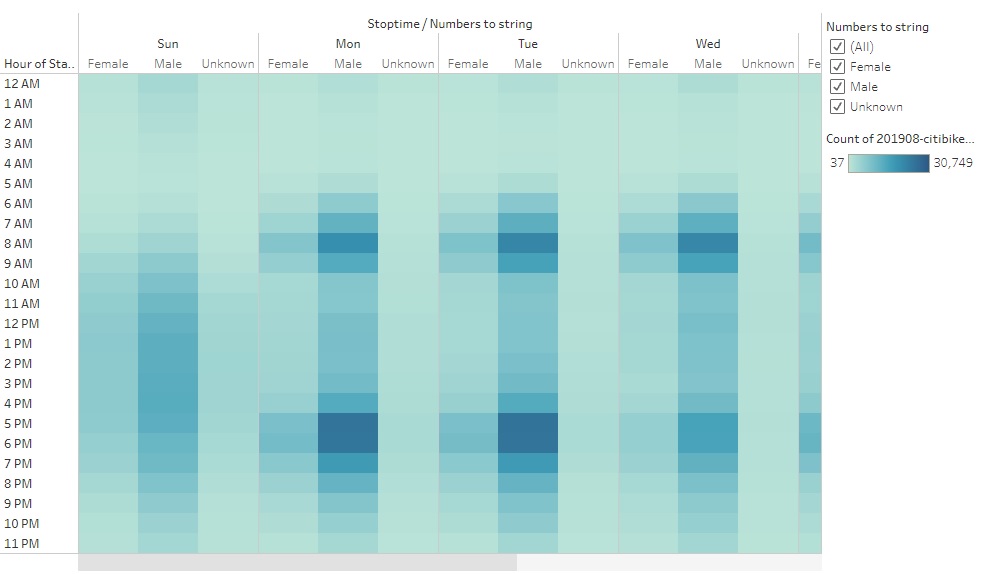 Stoptime / Numbers to string
Sun Mon Tue Wed
Hour of Sta.. Female Male Unknown Female Male Unknown Female Male Unknown Female Male Unknown Fe
12 AM
1 AM
2 AM
3 AM
4 AM
5 AM
6 AM
7 AM
8 AM
9 AM
10 AM
11 AM
12 PM
1 PM
2 PM
3 PM
4 PM
5 PM
6 PM
7 PM
8 PM
9 PM
10 PM
11 PM
Numbers to string
(All)
Female
Male
Unknown
Count of 201908-citibike...
37 30,749